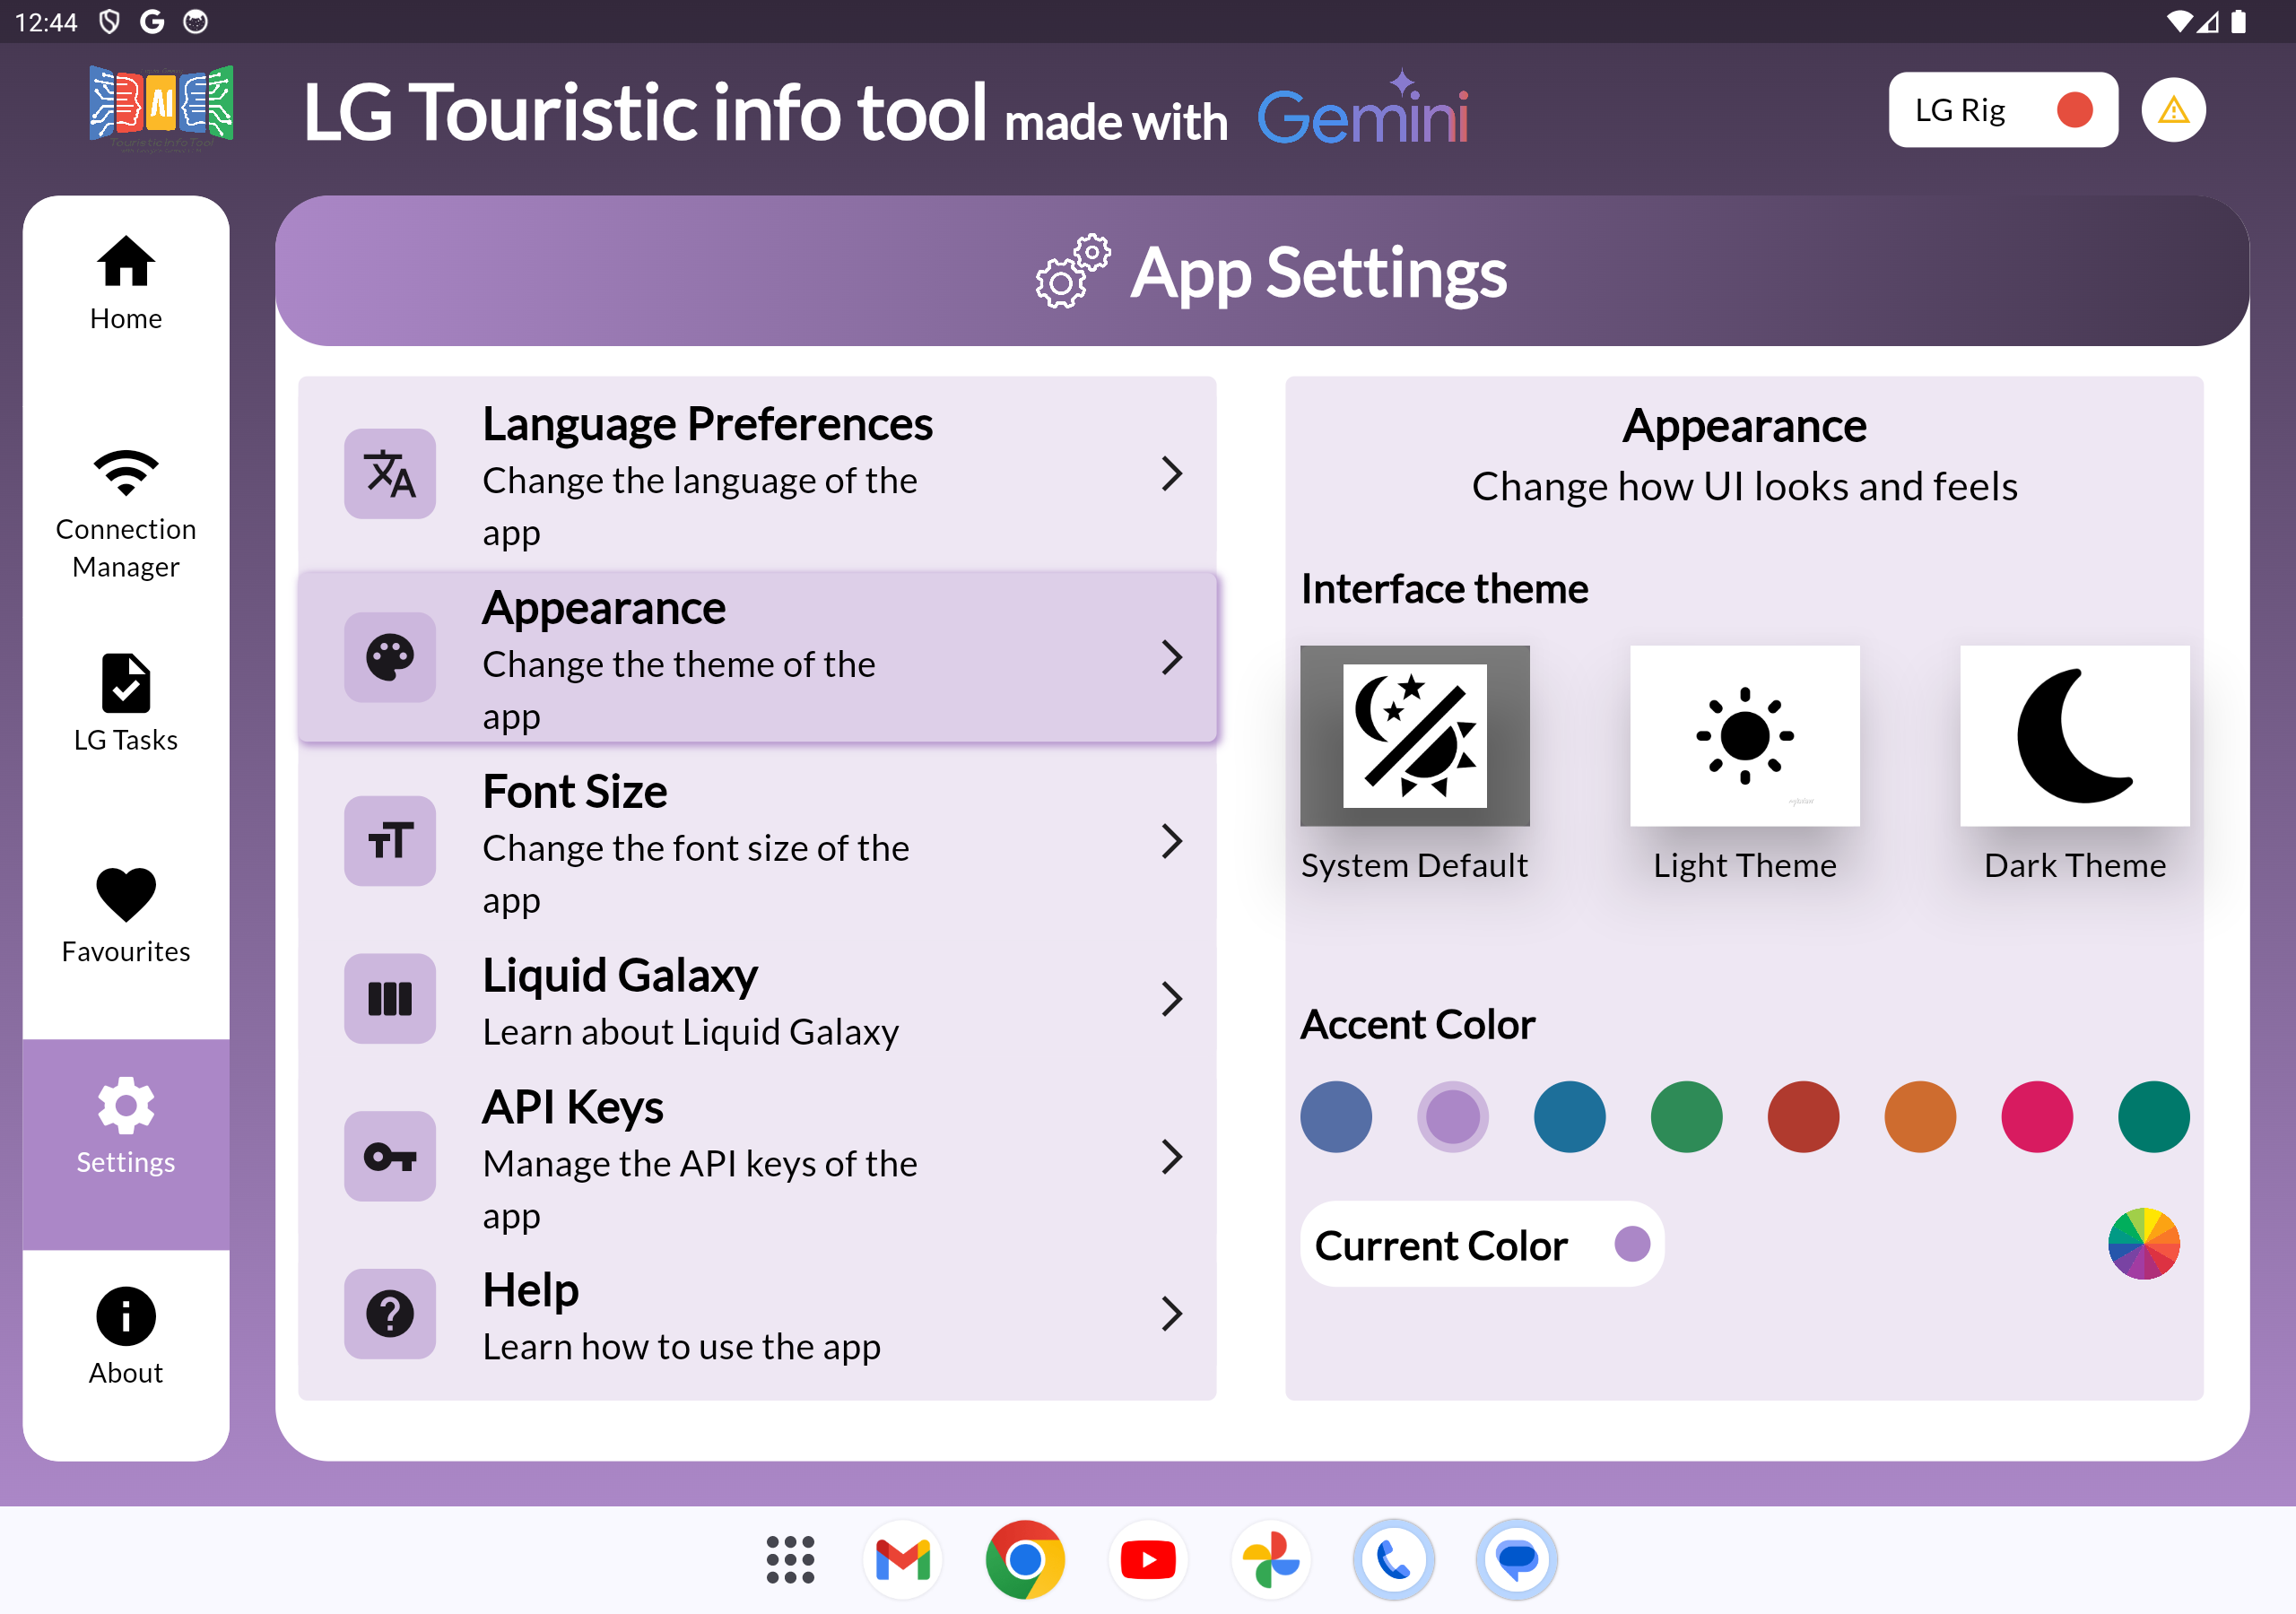 12:44
AI
Touristic Info Tool
LG Touristic info tool made with Gemini
LG Rig
Home
Connection
Manager
LG Tasks
Favourites
Settings
About
App Settings
Language Preferences
Change the language of the
app
Appearance
Change the theme of the
app
Font Size
Change the font size of the
app
Liquid Galaxy
Learn about Liquid Galaxy
API Keys
Manage the API keys of the
app
Help
Learn how to use the app
Appearance
Change how UI looks and feels
Interface theme
System Default
Light Theme
Dark Theme
Accent Color
Current Color